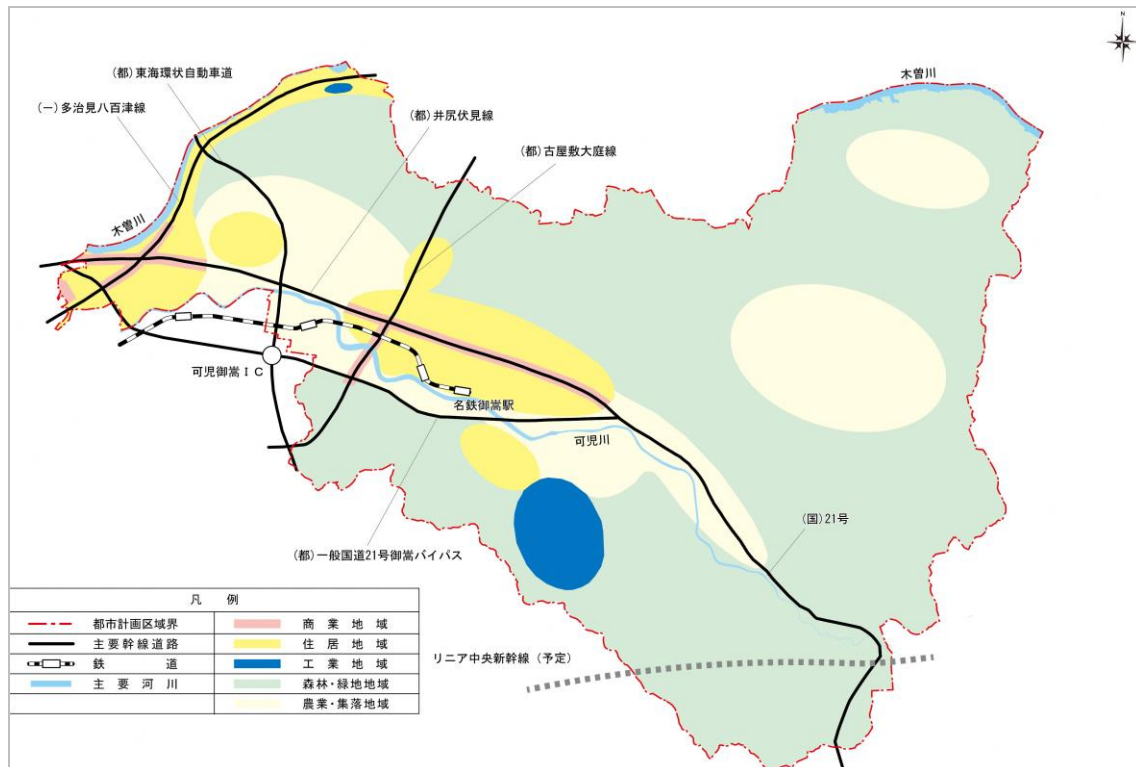 N
木曽川
(都)東海環状自動車道
(一)多治見八百津線
(都)井尻伏見線
(都)古屋敷大庭線
木曽川
可児御嵩IC
名鉄御嵩駅
可児川
(国)21号
(都)一般国道21号御嵩バイパス
リニア中央新幹線(予定)
凡 例
都市計画区域界 商業地域
主要幹線道路 住居地域
鉄道 工業地域
主要河川 森林・緑地地域
農業・集落地域